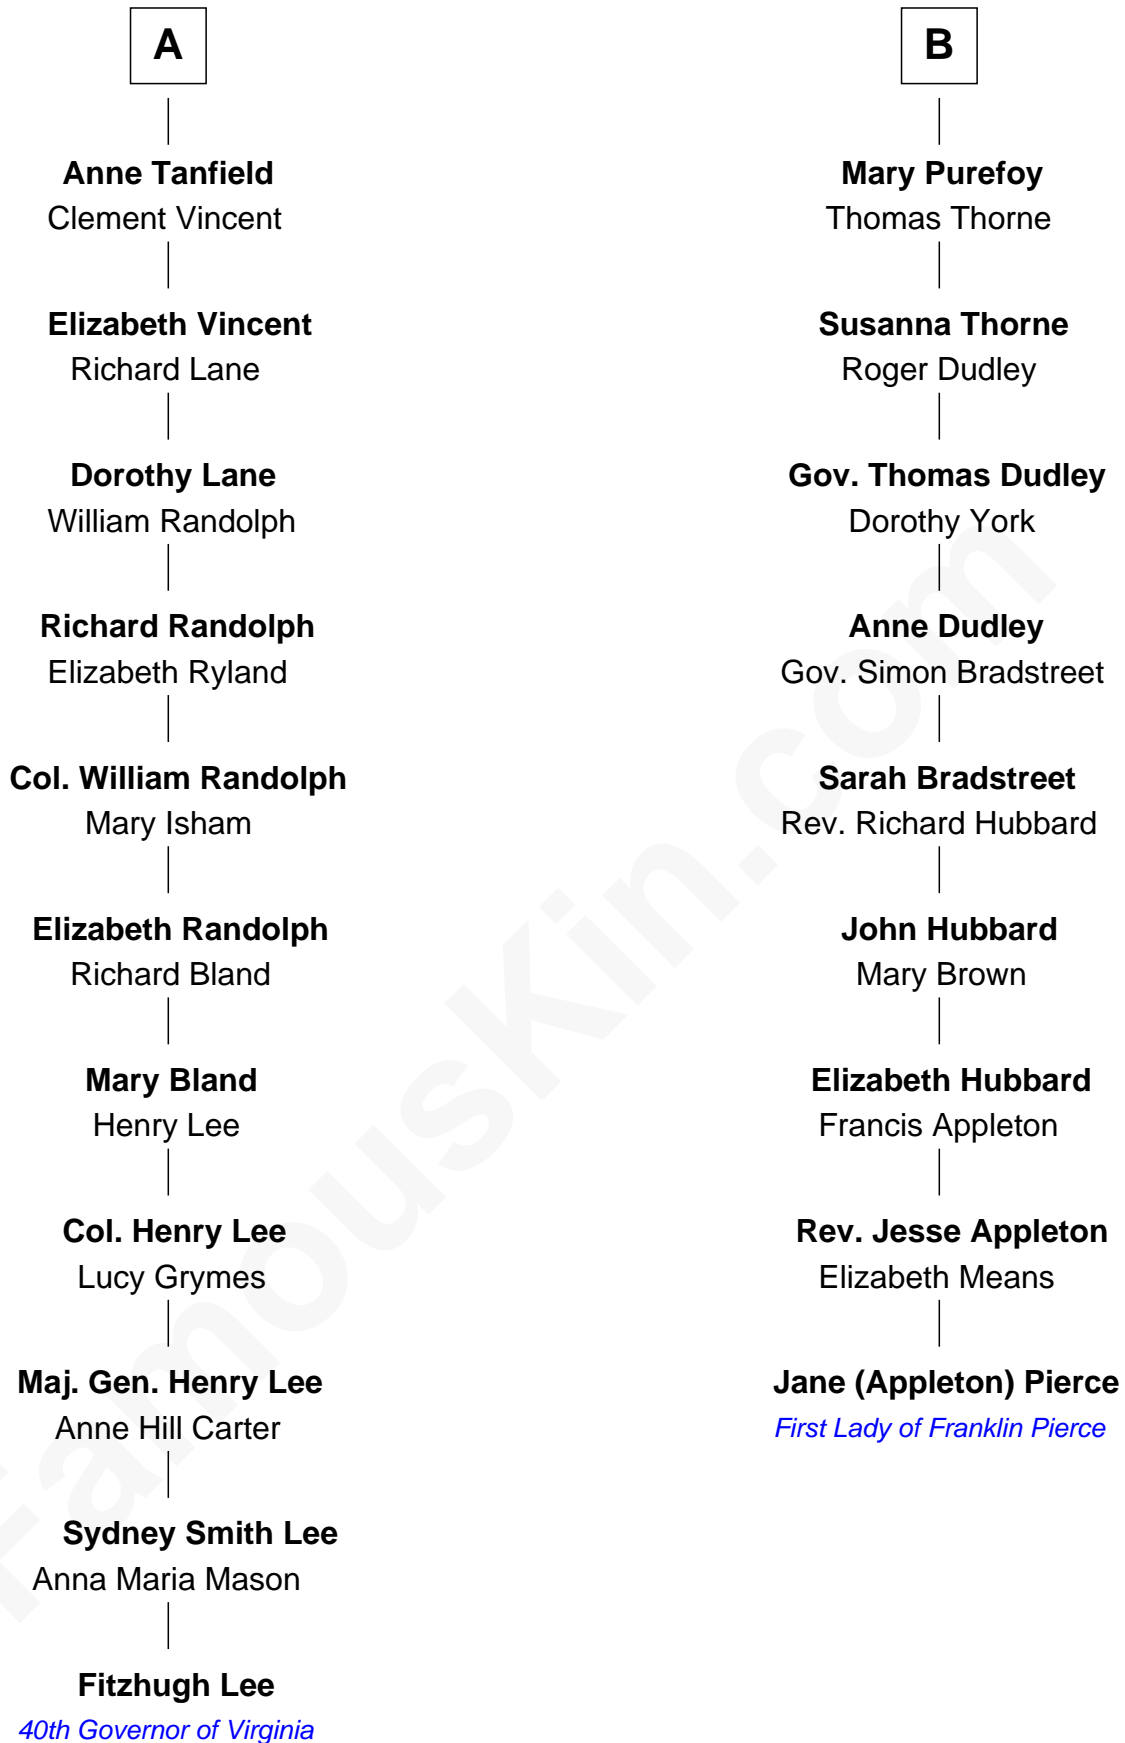 A
Anne Tanfield
Clement Vincent
Elizabeth Vincent
Richard Lane
Dorothy Lane
William Randolph
Richard Randolph
Elizabeth Ryland
Col. William Randolph
Mary Isham
Elizabeth Randolph
Richard Bland
Mary Bland
Henry Lee
Col. Henry Lee
Lucy Grymes
Maj. Gen. Henry Lee
Anne Hill Carter
Sydney Smith Lee
Anna Maria Mason
Fitzhugh Lee
40th Governor of Virginia
B
Mary Purefoy
Thomas Thorne
Susanna Thorne
Roger Dudley
Gov. Thomas Dudley
Dorothy York
Anne Dudley
Gov. Simon Bradstreet
Sarah Bradstreet
Rev. Richard Hubbard
John Hubbard
Mary Brown
Elizabeth Hubbard
Francis Appleton
Rev. Jesse Appleton
Elizabeth Means
Jane (Appleton) Pierce
First Lady of Franklin Pierce
FamousKin.com